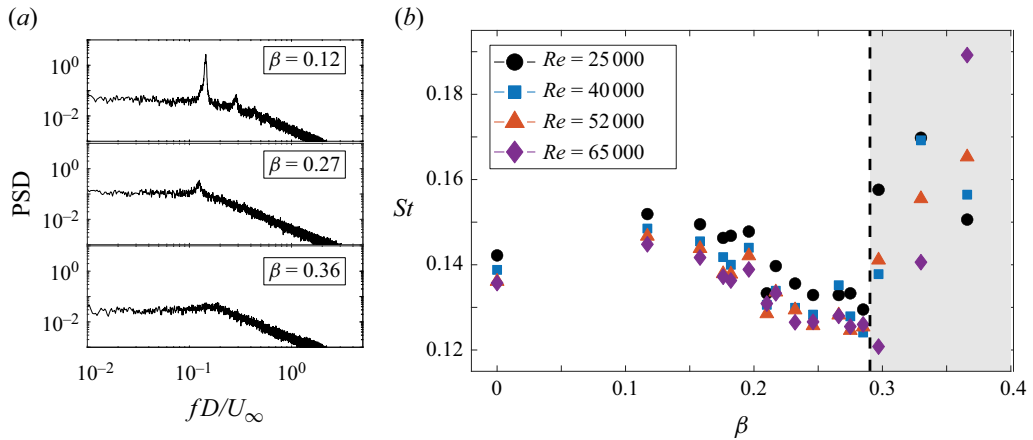 (a)
PSD
10^0
10^−2
β = 0.12
10^0
10^−2
β = 0.27
10^0
10^−2
β = 0.36
10^−2 10^−1 10^0
fD/U_∞
(b)
Re = 25 000
Re = 40 000
Re = 52 000
Re = 65 000
St
0.18
0.16
0.14
0.12
0 0.1 0.2 0.3 0.4
β